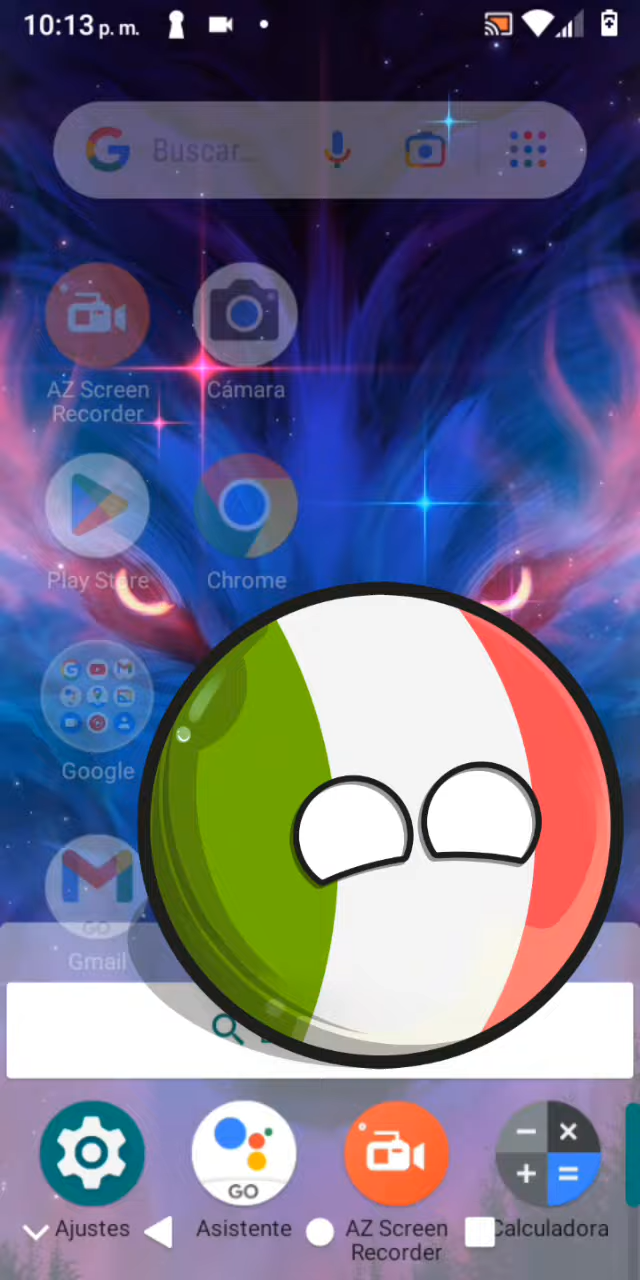 10:13 p. m.
Buscar...
AZ Screen
Recorder
Cámara
Play Store
Chrome
Google
GO
Gmail
GO
Ajustes
Asistente
AZ Screen
Recorder
Calculadora